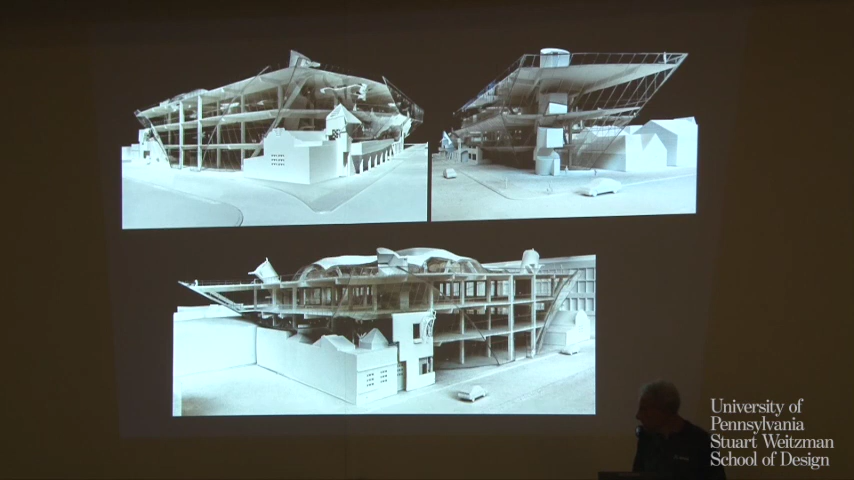 University of
Pennsylvania
Stuart Weitzman
School of Design